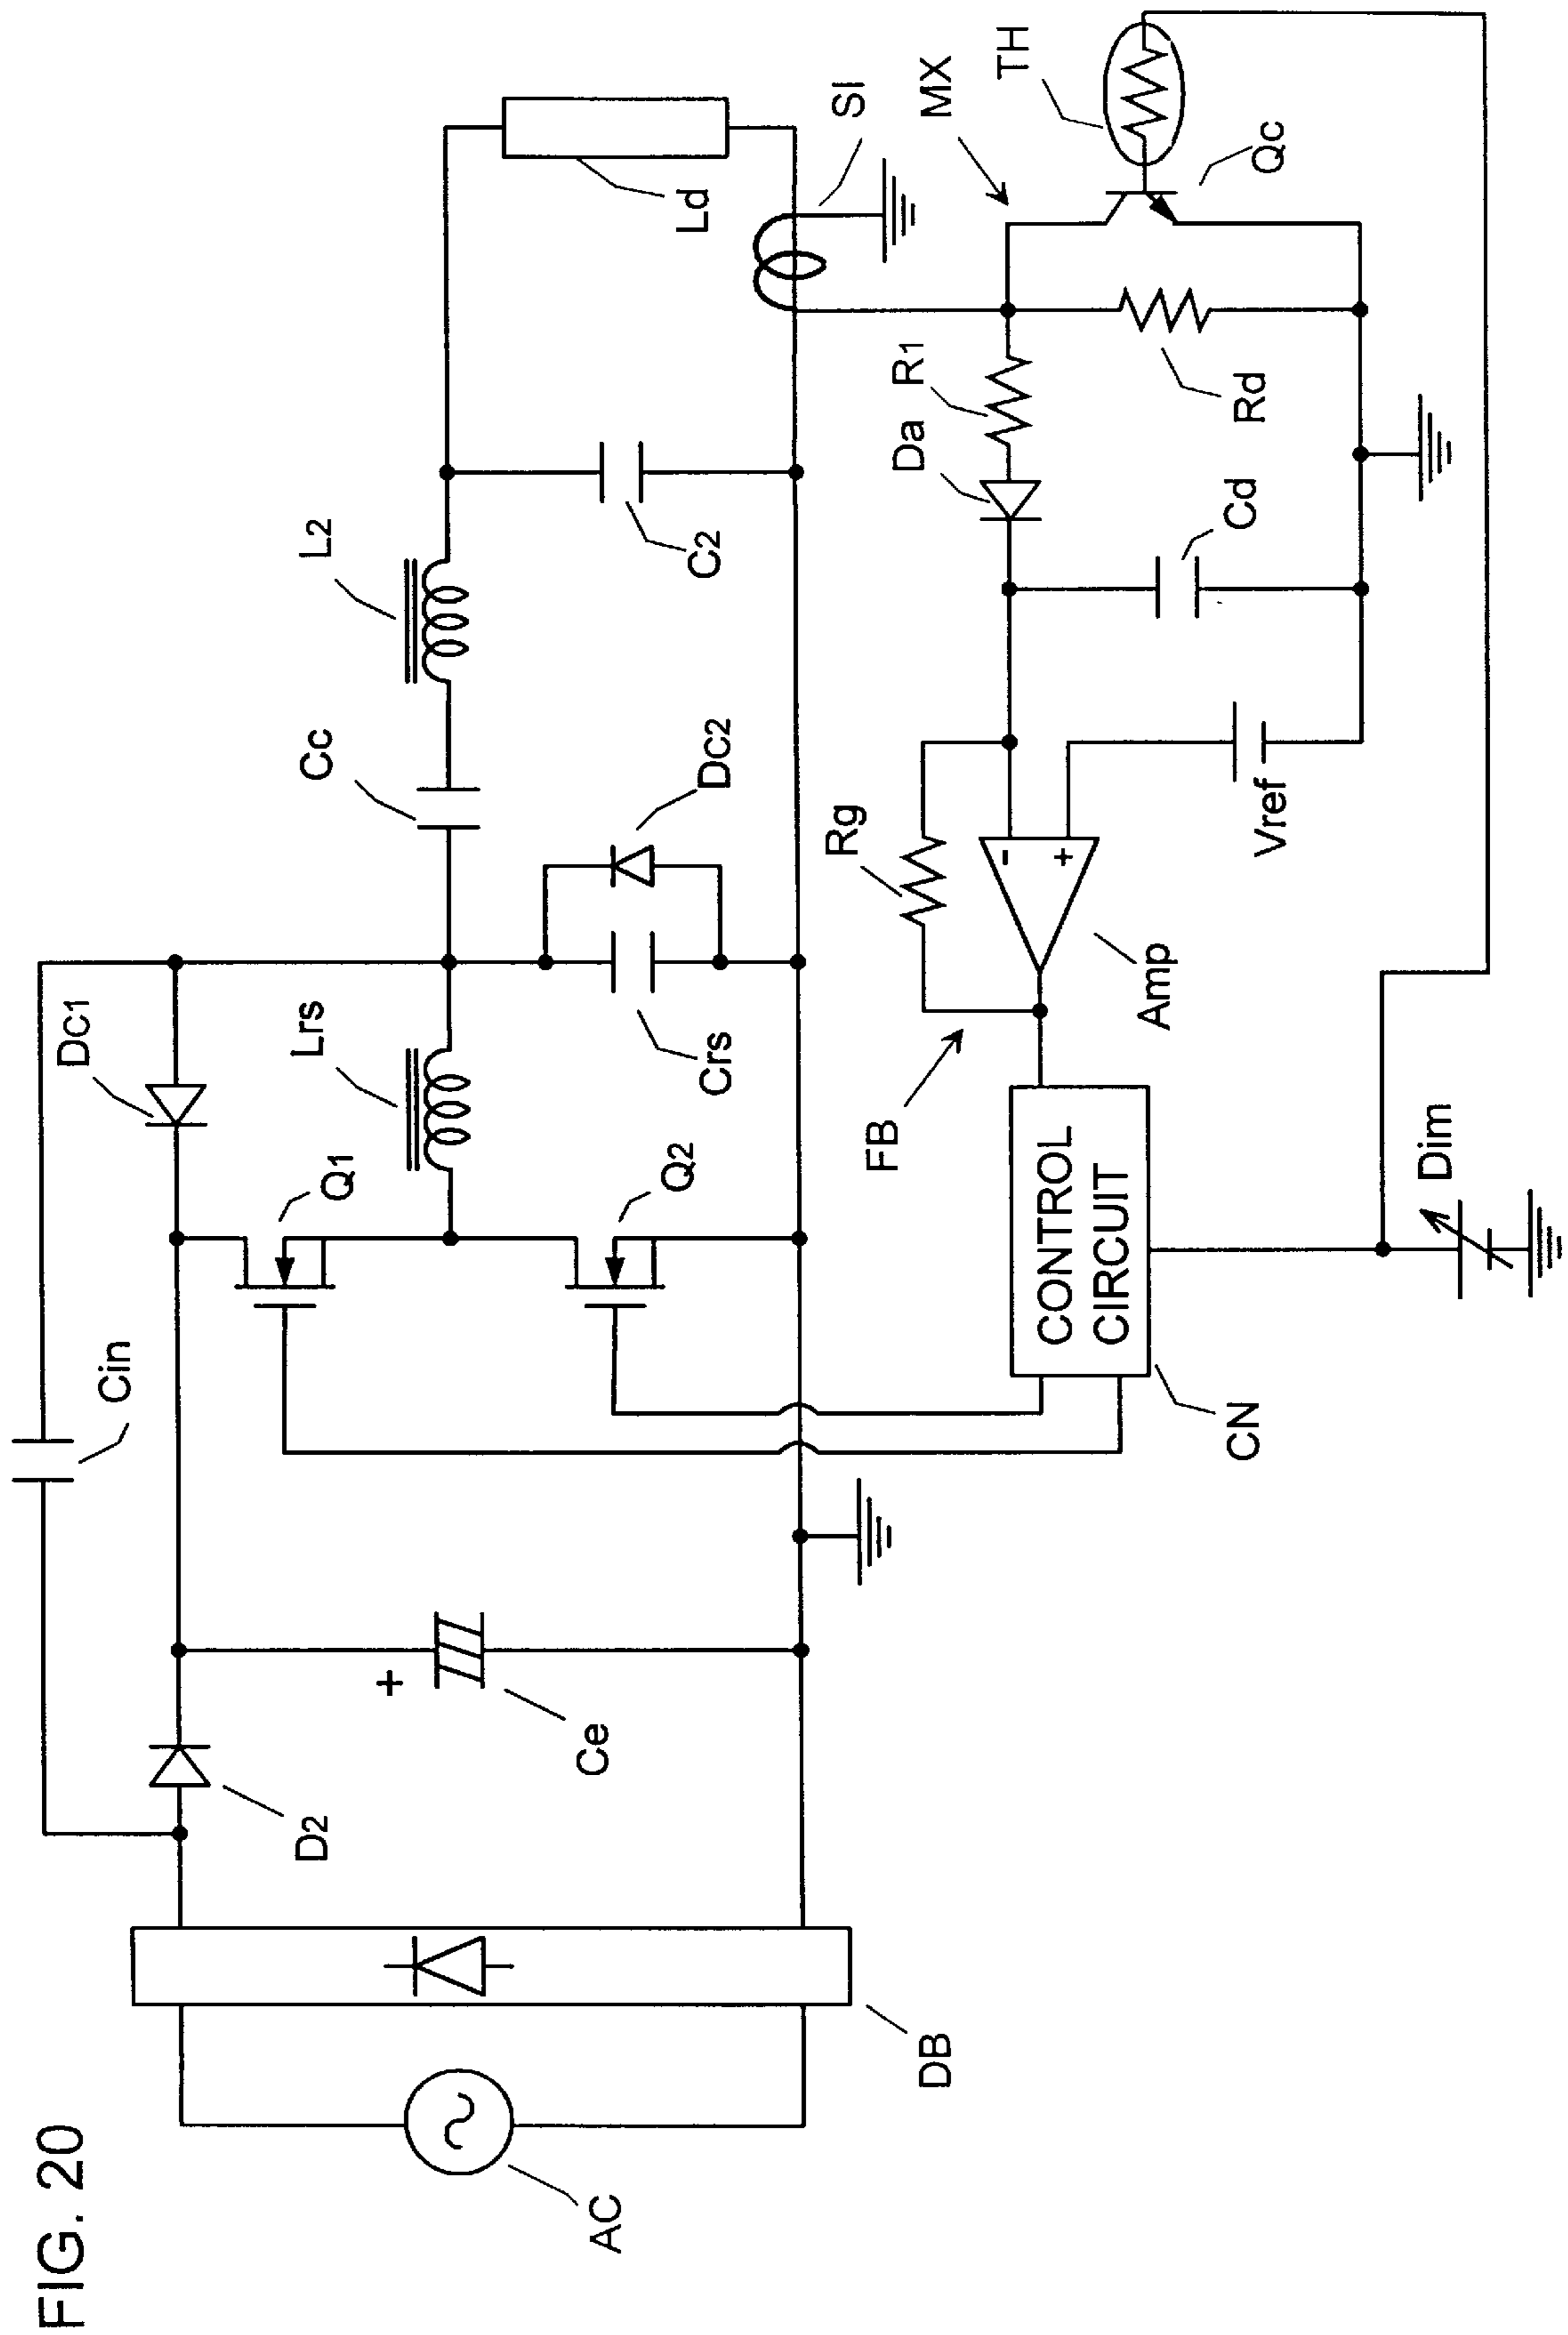 FIG. 20
Cin
DC1
D2
Q1
Lrs
Cc
L2
+
Ce
Q2
Crs
DC2
C2
Ld
AC
DB
SI
FB
Rg
Da
R1
MX
TH
CONTROL
CIRCUIT
-
+
Amp
Vref
Cd
Rd
Qc
CN
Dim